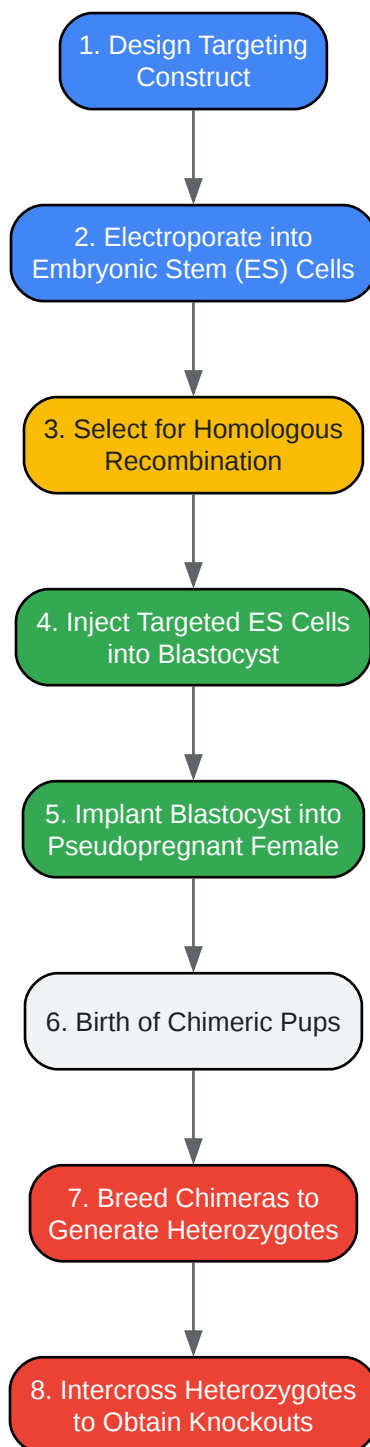 1. Design Targeting
Construct
2. Electroporate into
Embryonic Stem (ES) Cells
3. Select for Homologous
Recombination
4. Inject Targeted ES Cells
into Blastocyst
5. Implant Blastocyst into
Pseudopregnant Female
6. Birth of Chimeric Pups
7. Breed Chimeras to
Generate Heterozygotes
8. Intercross Heterozygotes
to Obtain Knockouts